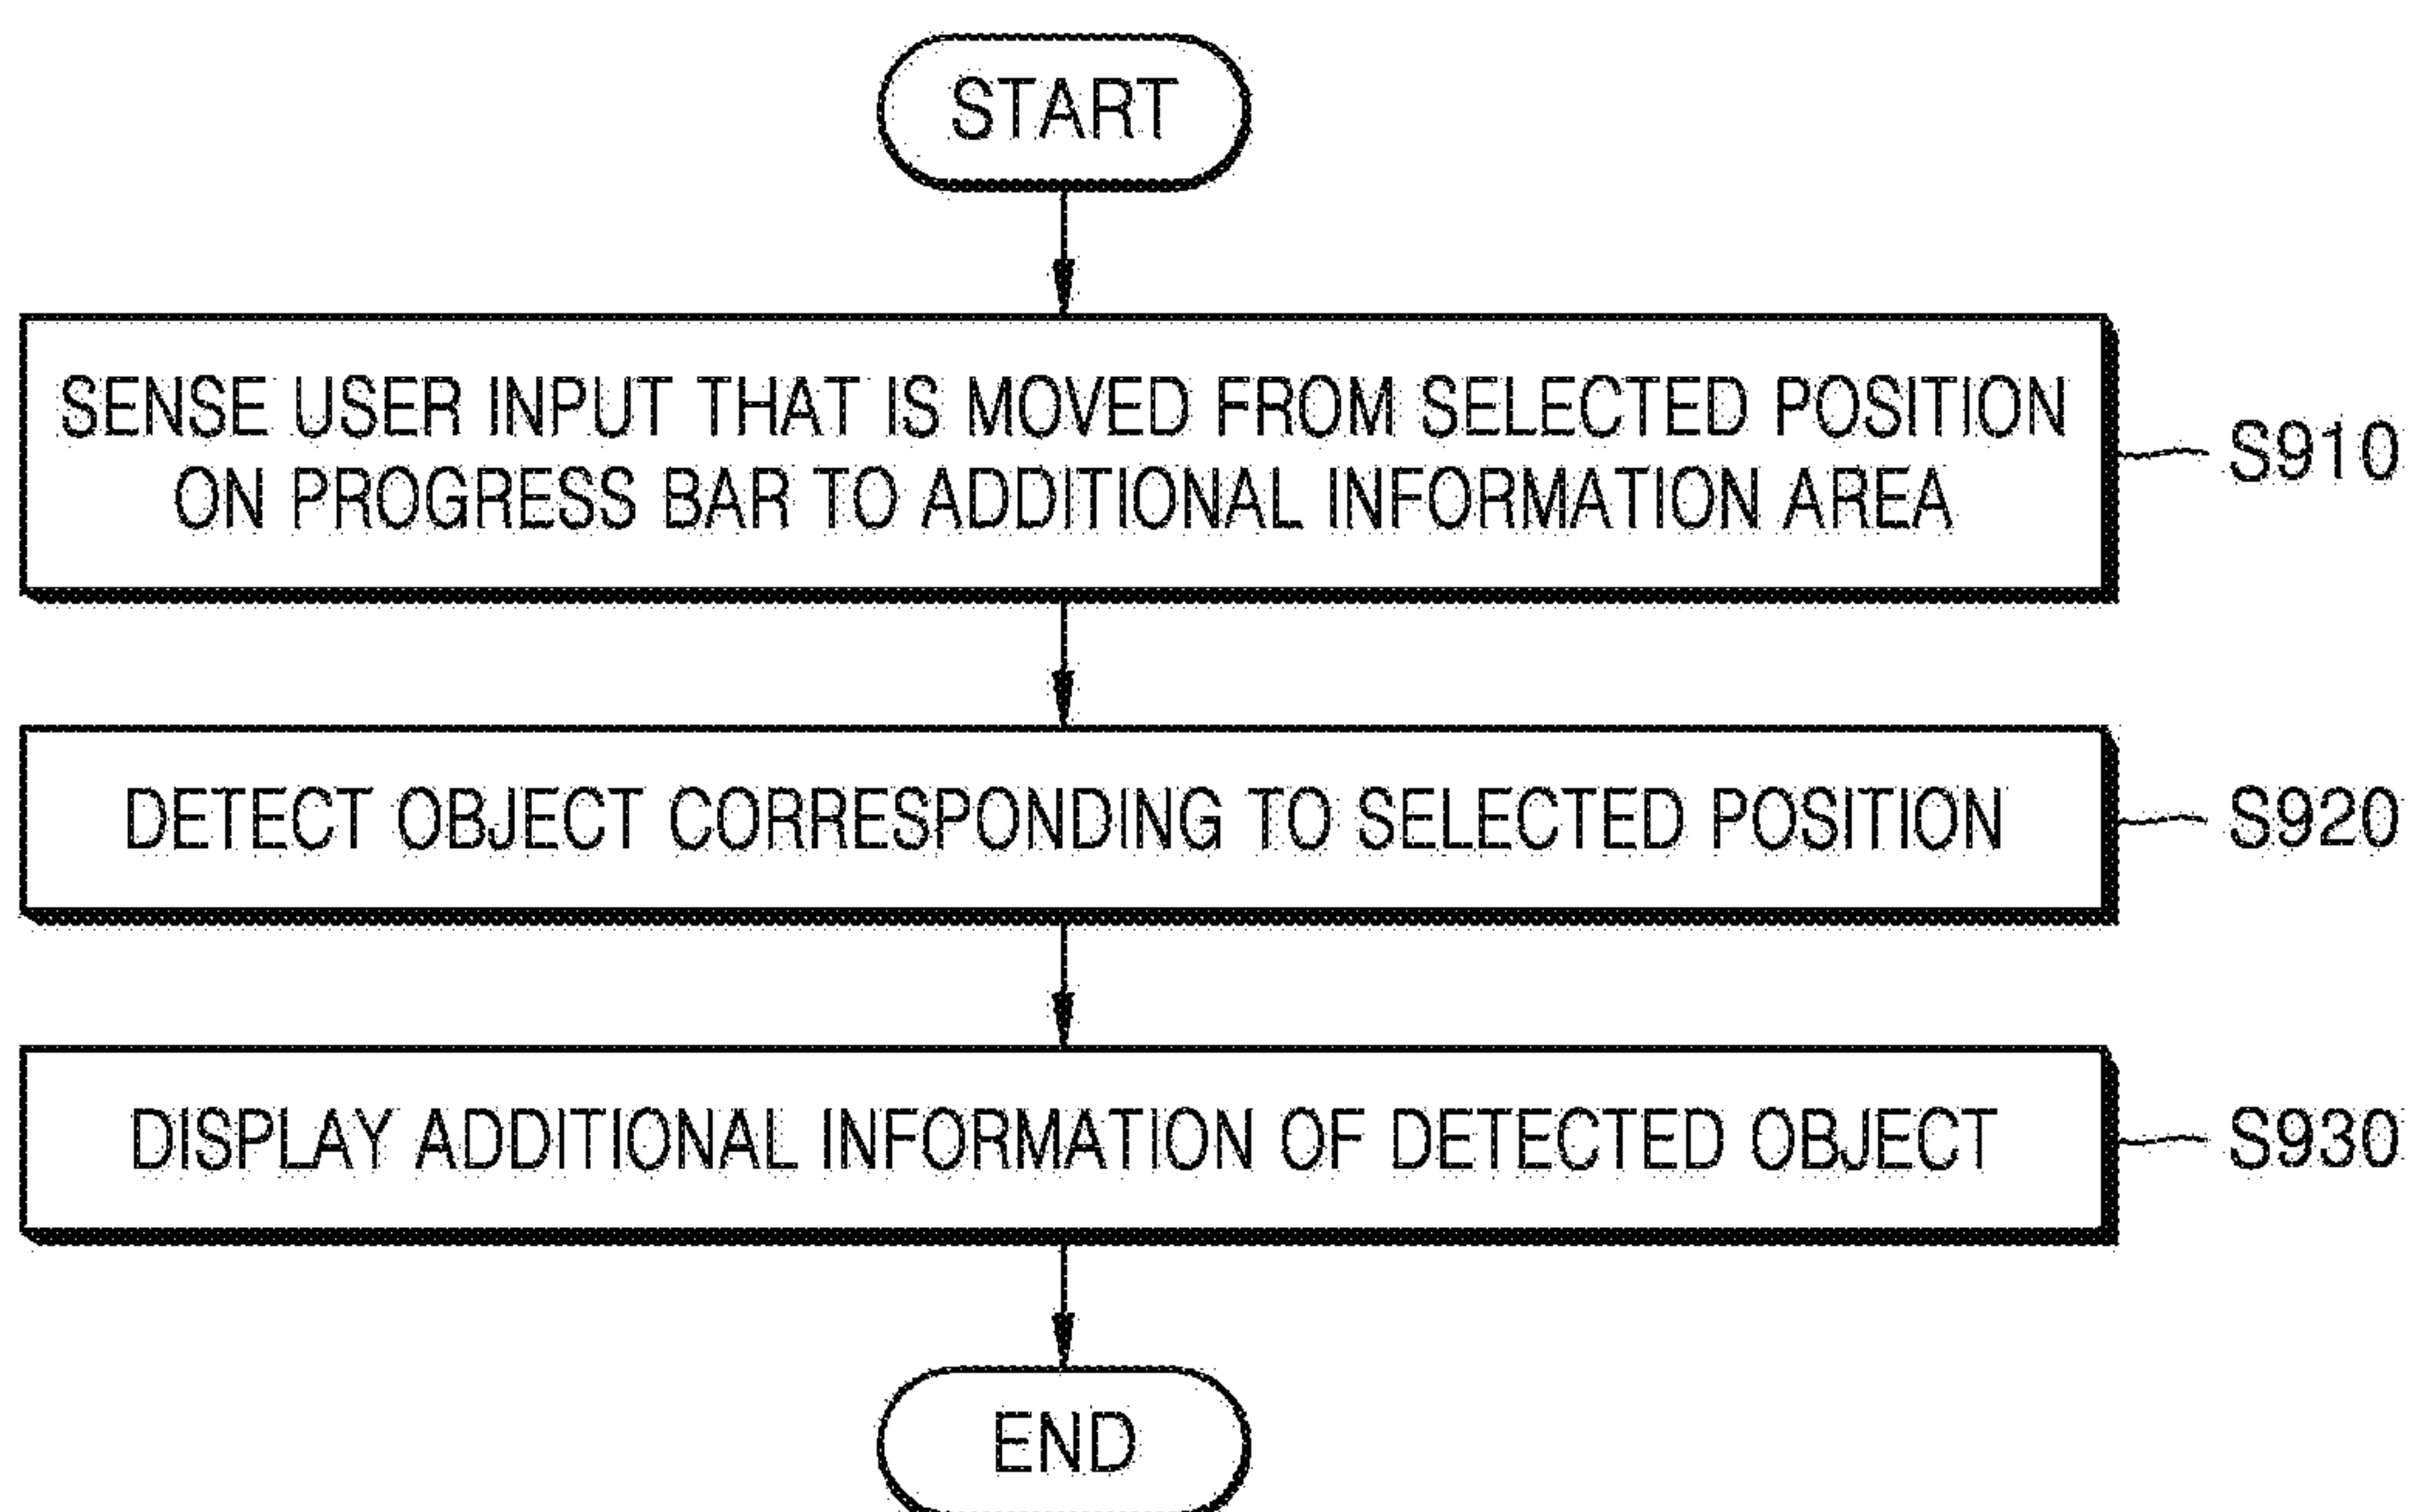 START
SENSE USER INPUT THAT IS MOVED FROM SELECTED POSITION
ON PROGRESS BAR TO ADDITIONAL INFORMATION AREA
S910
DETECT OBJECT CORRESPONDING TO SELECTED POSITION
S920
DISPLAY ADDITIONAL INFORMATION OF DETECTED OBJECT
S930
END